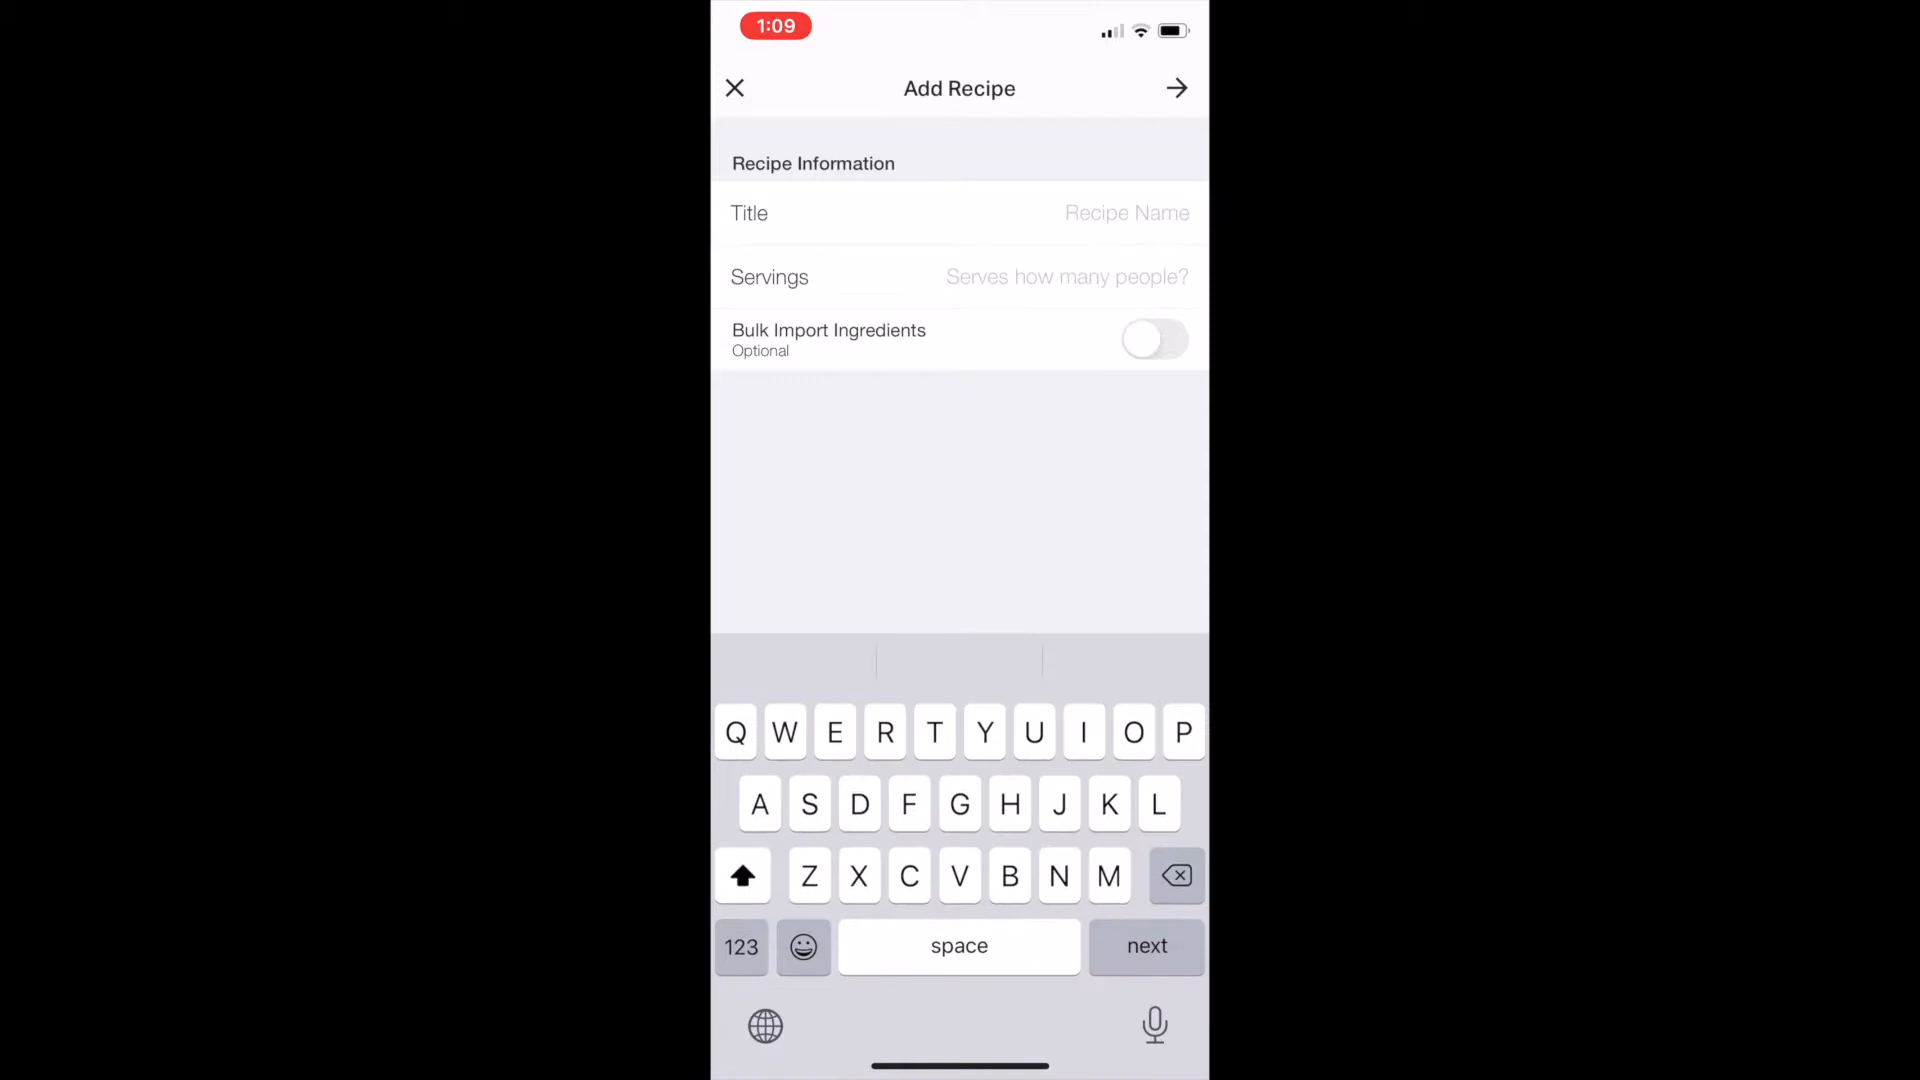 1:09
Add Recipe
Recipe Information
Title Recipe Name
Servings Serves how many people?
Bulk Import Ingredients
Optional
Q W E R T Y U I O P
A S D F G H J K L
Z X C V B N M
123 space next